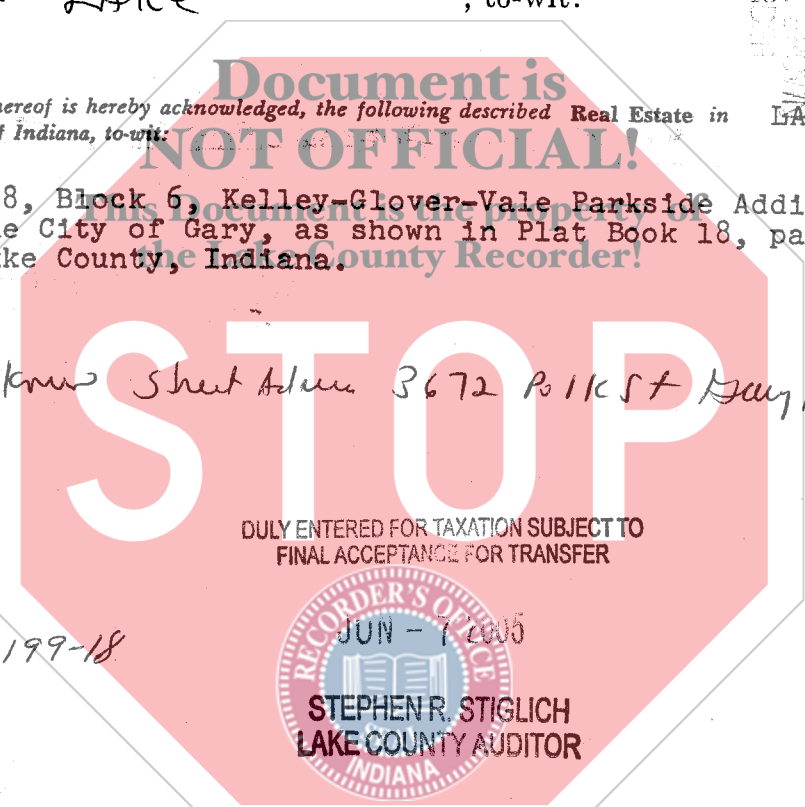 , to-wit:
Document is
ereof is hereby acknowledged, the following described Real Estate in LA
f Indiana, to-wit:
NOT OFFICIAL!
8, Block 6, Kelley-Glover-Vale Parkside Addi
This Document is the property of
e City of Gary, as shown in Plat Book 18, pa
ke County, Indiana.
the Lake County Recorder!
3672 Polk St Gary,
STOP
DULY ENTERED FOR TAXATION SUBJECT TO
FINAL ACCEPTANCE FOR TRANSFER
RECORDER'S OFFICE
JUN - 7 2005
199-18
STEPHEN R. STIGLICH
LAKE COUNTY AUDITOR
INDIANA